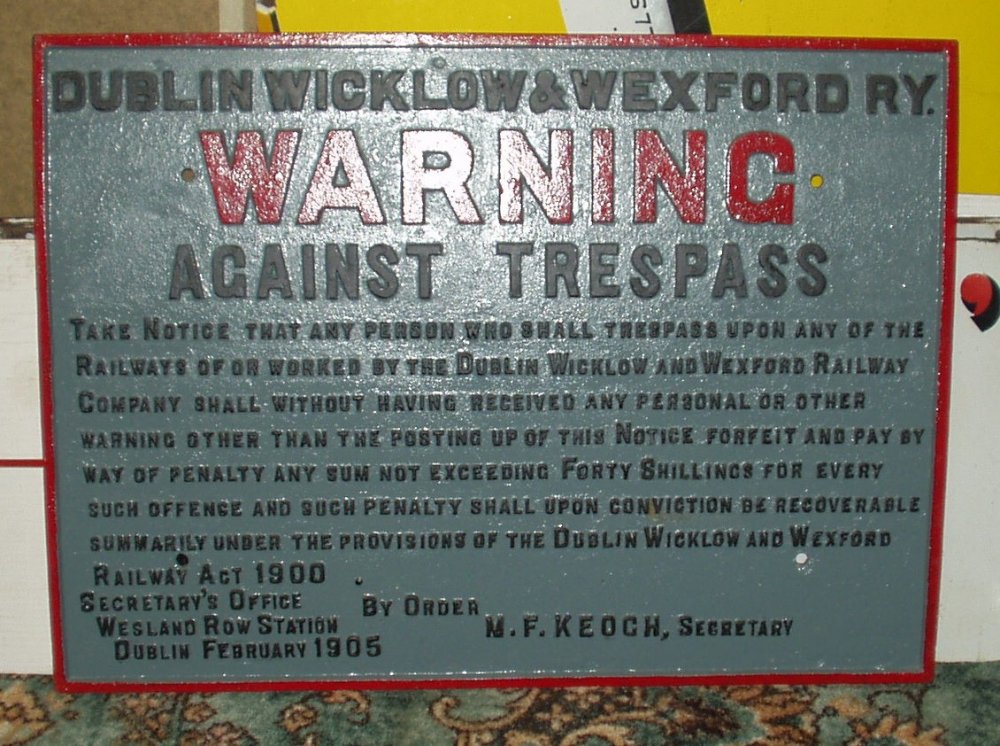 DUBLIN WICKLOW & WEXFORD RY.
WARNING
AGAINST TRESPASS
TAKE NOTICE THAT ANY PERSON WHO SHALL TRESPASS UPON ANY OF THE
RAILWAYS OF OR WORKED BY THE DUBLIN WICKLOW AND WEXFORD RAILWAY
COMPANY SHALL WITHOUT HAVING RECEIVED ANY PERSONAL OR OTHER
WARNING OTHER THAN THE POSTING UP OF THIS NOTICE FORFEIT AND PAY BY
WAY OF PENALTY ANY SUM NOT EXCEEDING FORTY SHILLINGS FOR EVERY
SUCH OFFENCE AND SUCH PENALTY SHALL UPON CONVICTION BE RECOVERABLE
SUMMARILY UNDER THE PROVISIONS OF THE DUBLIN WICKLOW AND WEXFORD
RAILWAY ACT 1900.
SECRETARY'S OFFICE
BY ORDER
WESLAND ROW STATION
M. F. KEOGH, SECRETARY
DUBLIN FEBRUARY 1905